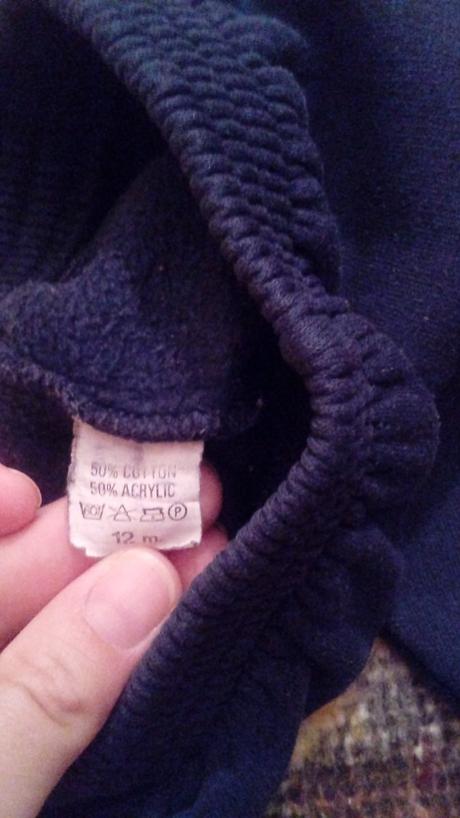 50% COTTON
50% ACRYLIC
P
12 m.